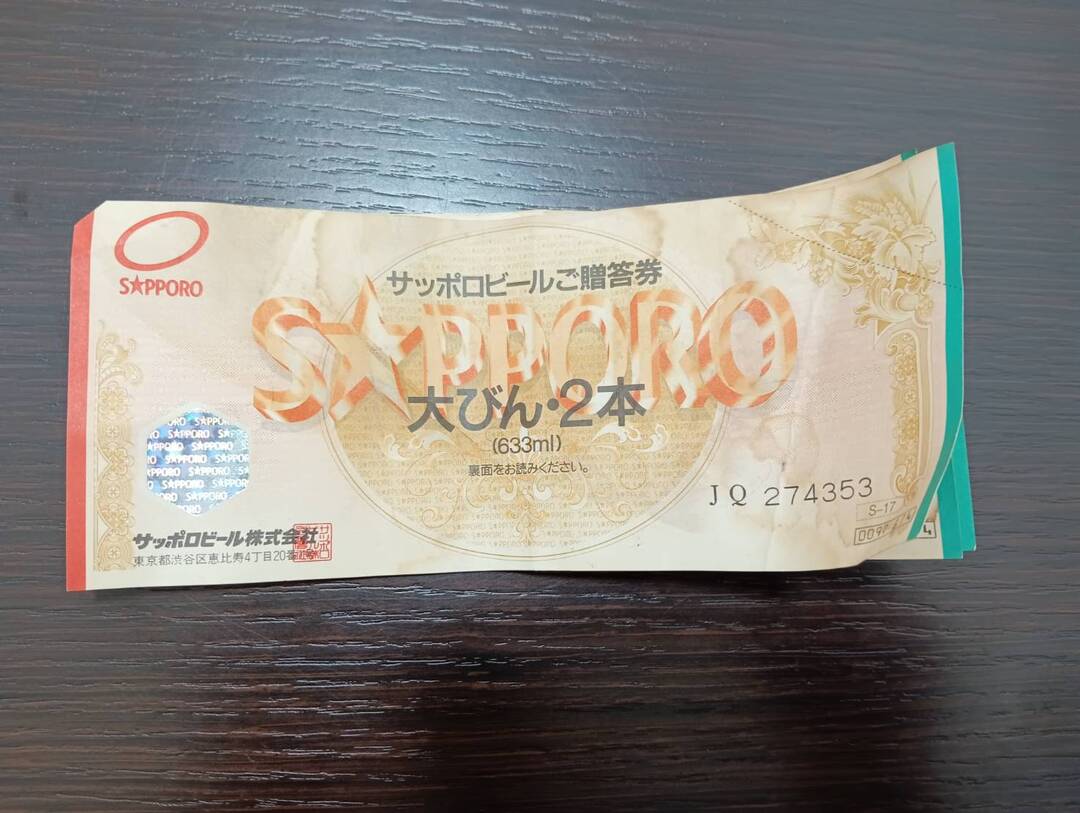 SAPPORO
サッポロビールご贈答券
SAPPORO
大びん・2本
(633ml)
裏面をお読みください。
JQ 274353
S-17
サッポロビール株式会社
東京都渋谷区恵比寿4丁目20番